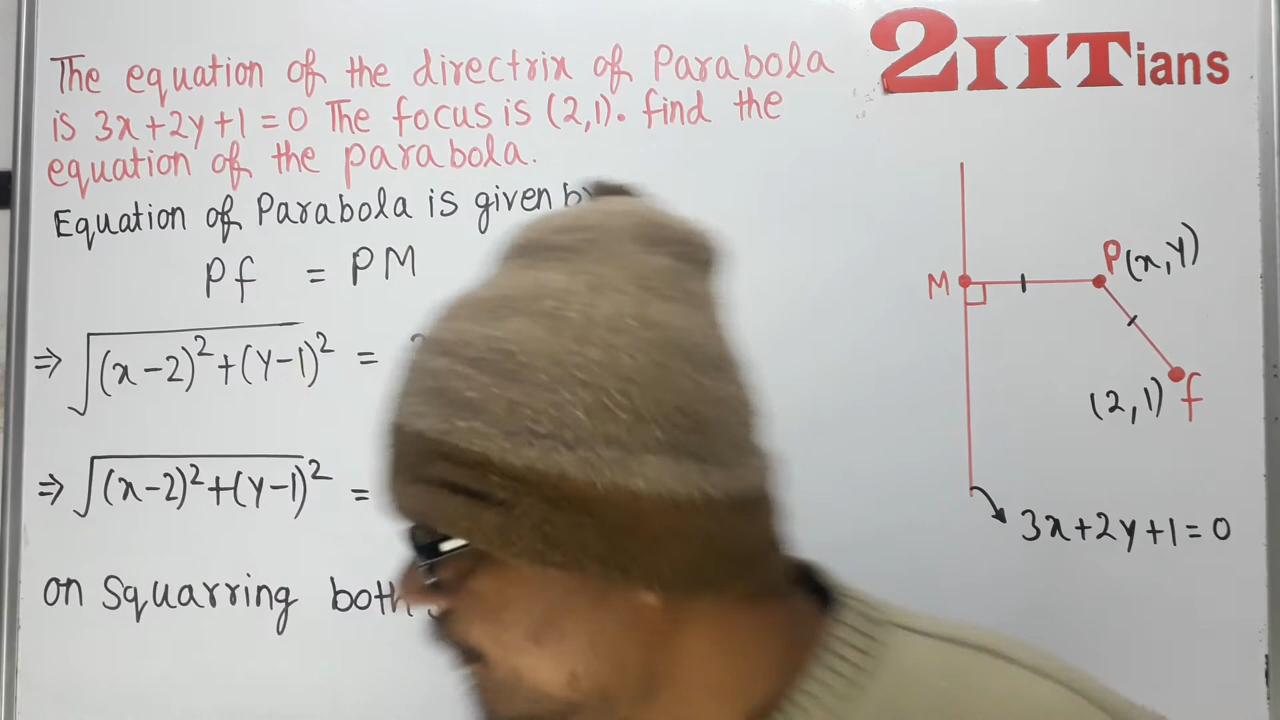 The equation of the directrix of Parabola
is 3x+2y+1=0 The focus is (2,1). find the
equation of the parabola.
Equation of Parabola is given
Pf = PM
⇒ √(x-2)²+(y-1)² =
⇒ √(x-2)²+(y-1)² =
on Squarring both
2IITians
M
P(x,y)
(2,1) f
3x+2y+1=0